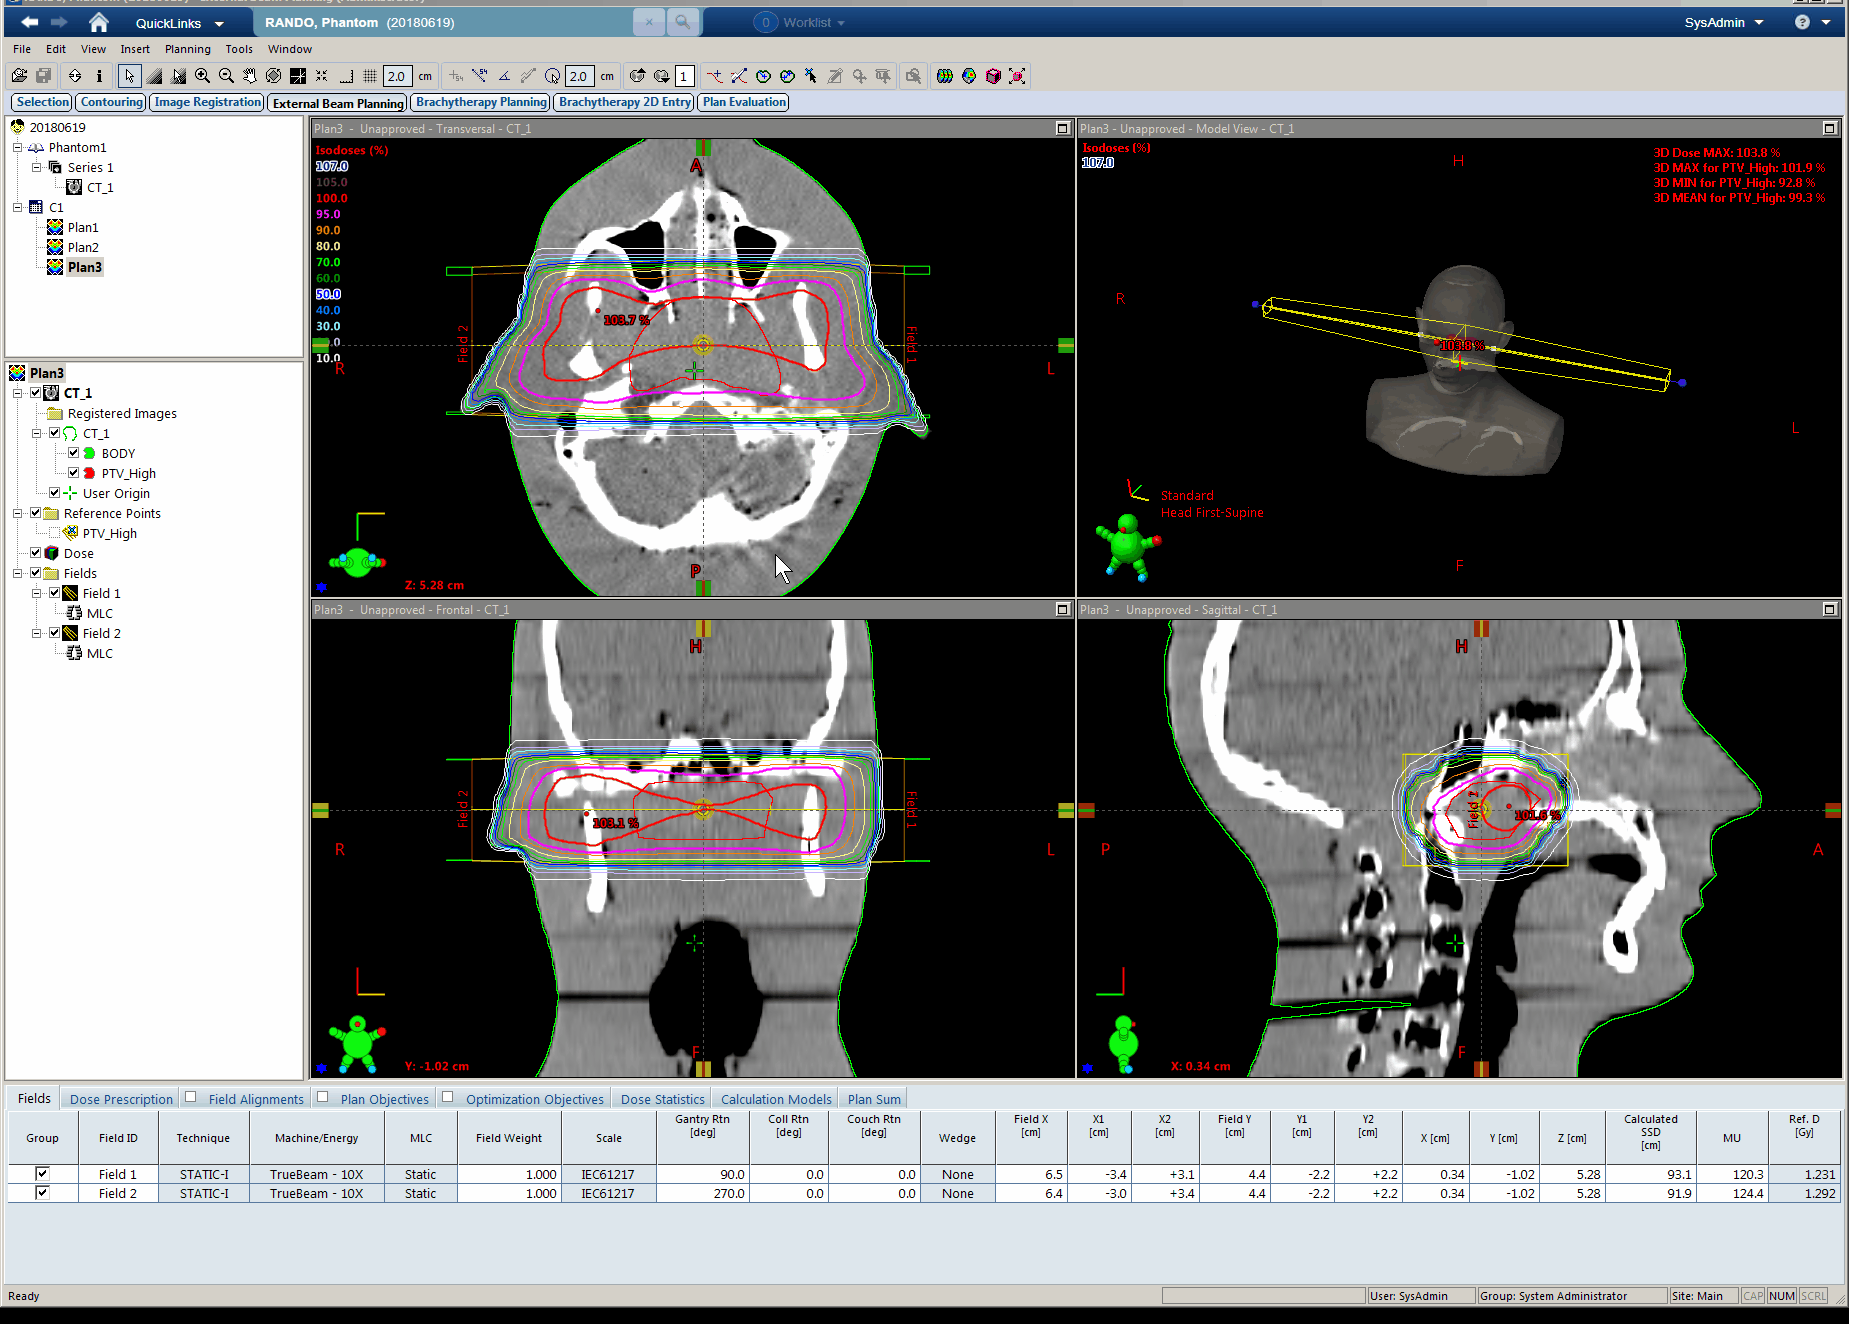 QuickLinks
RANDO, Phantom (20180619)
0 Worklist
SysAdmin
?
File Edit View Insert Planning Tools Window
2.0 cm
2.0 cm
1
Selection Contouring Image Registration External Beam Planning Brachytherapy Planning Brachytherapy 2D Entry Plan Evaluation
20180619
Phantom1
Series 1
CT_1
C1
Plan1
Plan2
Plan3
Plan3
CT_1
Registered Images
CT_1
BODY
PTV_High
User Origin
Reference Points
PTV_High
Dose
Fields
Field 1
MLC
Field 2
MLC
Plan3 - Unapproved - Transversal - CT_1
Isodoses (%)
107.0
105.0
100.0
95.0
90.0
80.0
70.0
60.0
50.0
40.0
30.0
10.0
A
103.7 %
Field 2
Field 1
R
L
P
Z: 5.28 cm
Plan3 - Unapproved - Model View - CT_1
Isodoses (%)
107.0
H
3D Dose MAX: 103.8 %
3D MAX for PTV_High: 101.9 %
3D MIN for PTV_High: 92.8 %
3D MEAN for PTV_High: 99.3 %
R
103.8 %
L
Standard
Head First-Supine
F
Plan3 - Unapproved - Frontal - CT_1
H
Field 2
Field 1
103.1 %
R
L
F
Y: -1.02 cm
Plan3 - Unapproved - Sagittal - CT_1
H
101.6 %
P
A
F
X: 0.34 cm
Fields Dose Prescription Field Alignments Plan Objectives Optimization Objectives Dose Statistics Calculation Models Plan Sum
Group Field ID Technique Machine/Energy MLC Field Weight Scale Gantry Rtn [deg] Coll Rtn [deg] Couch Rtn [deg] Wedge Field X [cm] X1 [cm] X2 [cm] Field Y [cm] Y1 [cm] Y2 [cm] X [cm] Y [cm] Z [cm] Calculated SSD [cm] MU Ref. D [Gy]
Field 1 STATIC-I TrueBeam - 10X Static 1.000 IEC61217 90.0 0.0 0.0 None 6.5 -3.4 +3.1 4.4 -2.2 +2.2 0.34 -1.02 5.28 93.1 120.3 1.231
Field 2 STATIC-I TrueBeam - 10X Static 1.000 IEC61217 270.0 0.0 0.0 None 6.4 -3.0 +3.4 4.4 -2.2 +2.2 0.34 -1.02 5.28 91.9 124.4 1.292
Ready
User: SysAdmin Group: System Administrator Site: Main CAP NUM SCRL